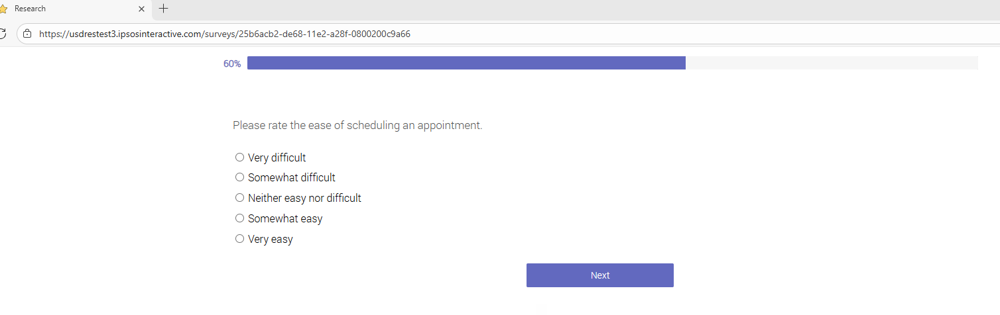 Research
https://usdrestest3.ipsosinteractive.com/surveys/25b6acb2-de68-11e2-a28f-0800200c9a66
60%
Please rate the ease of scheduling an appointment.
Very difficult
Somewhat difficult
Neither easy nor difficult
Somewhat easy
Very easy
Next